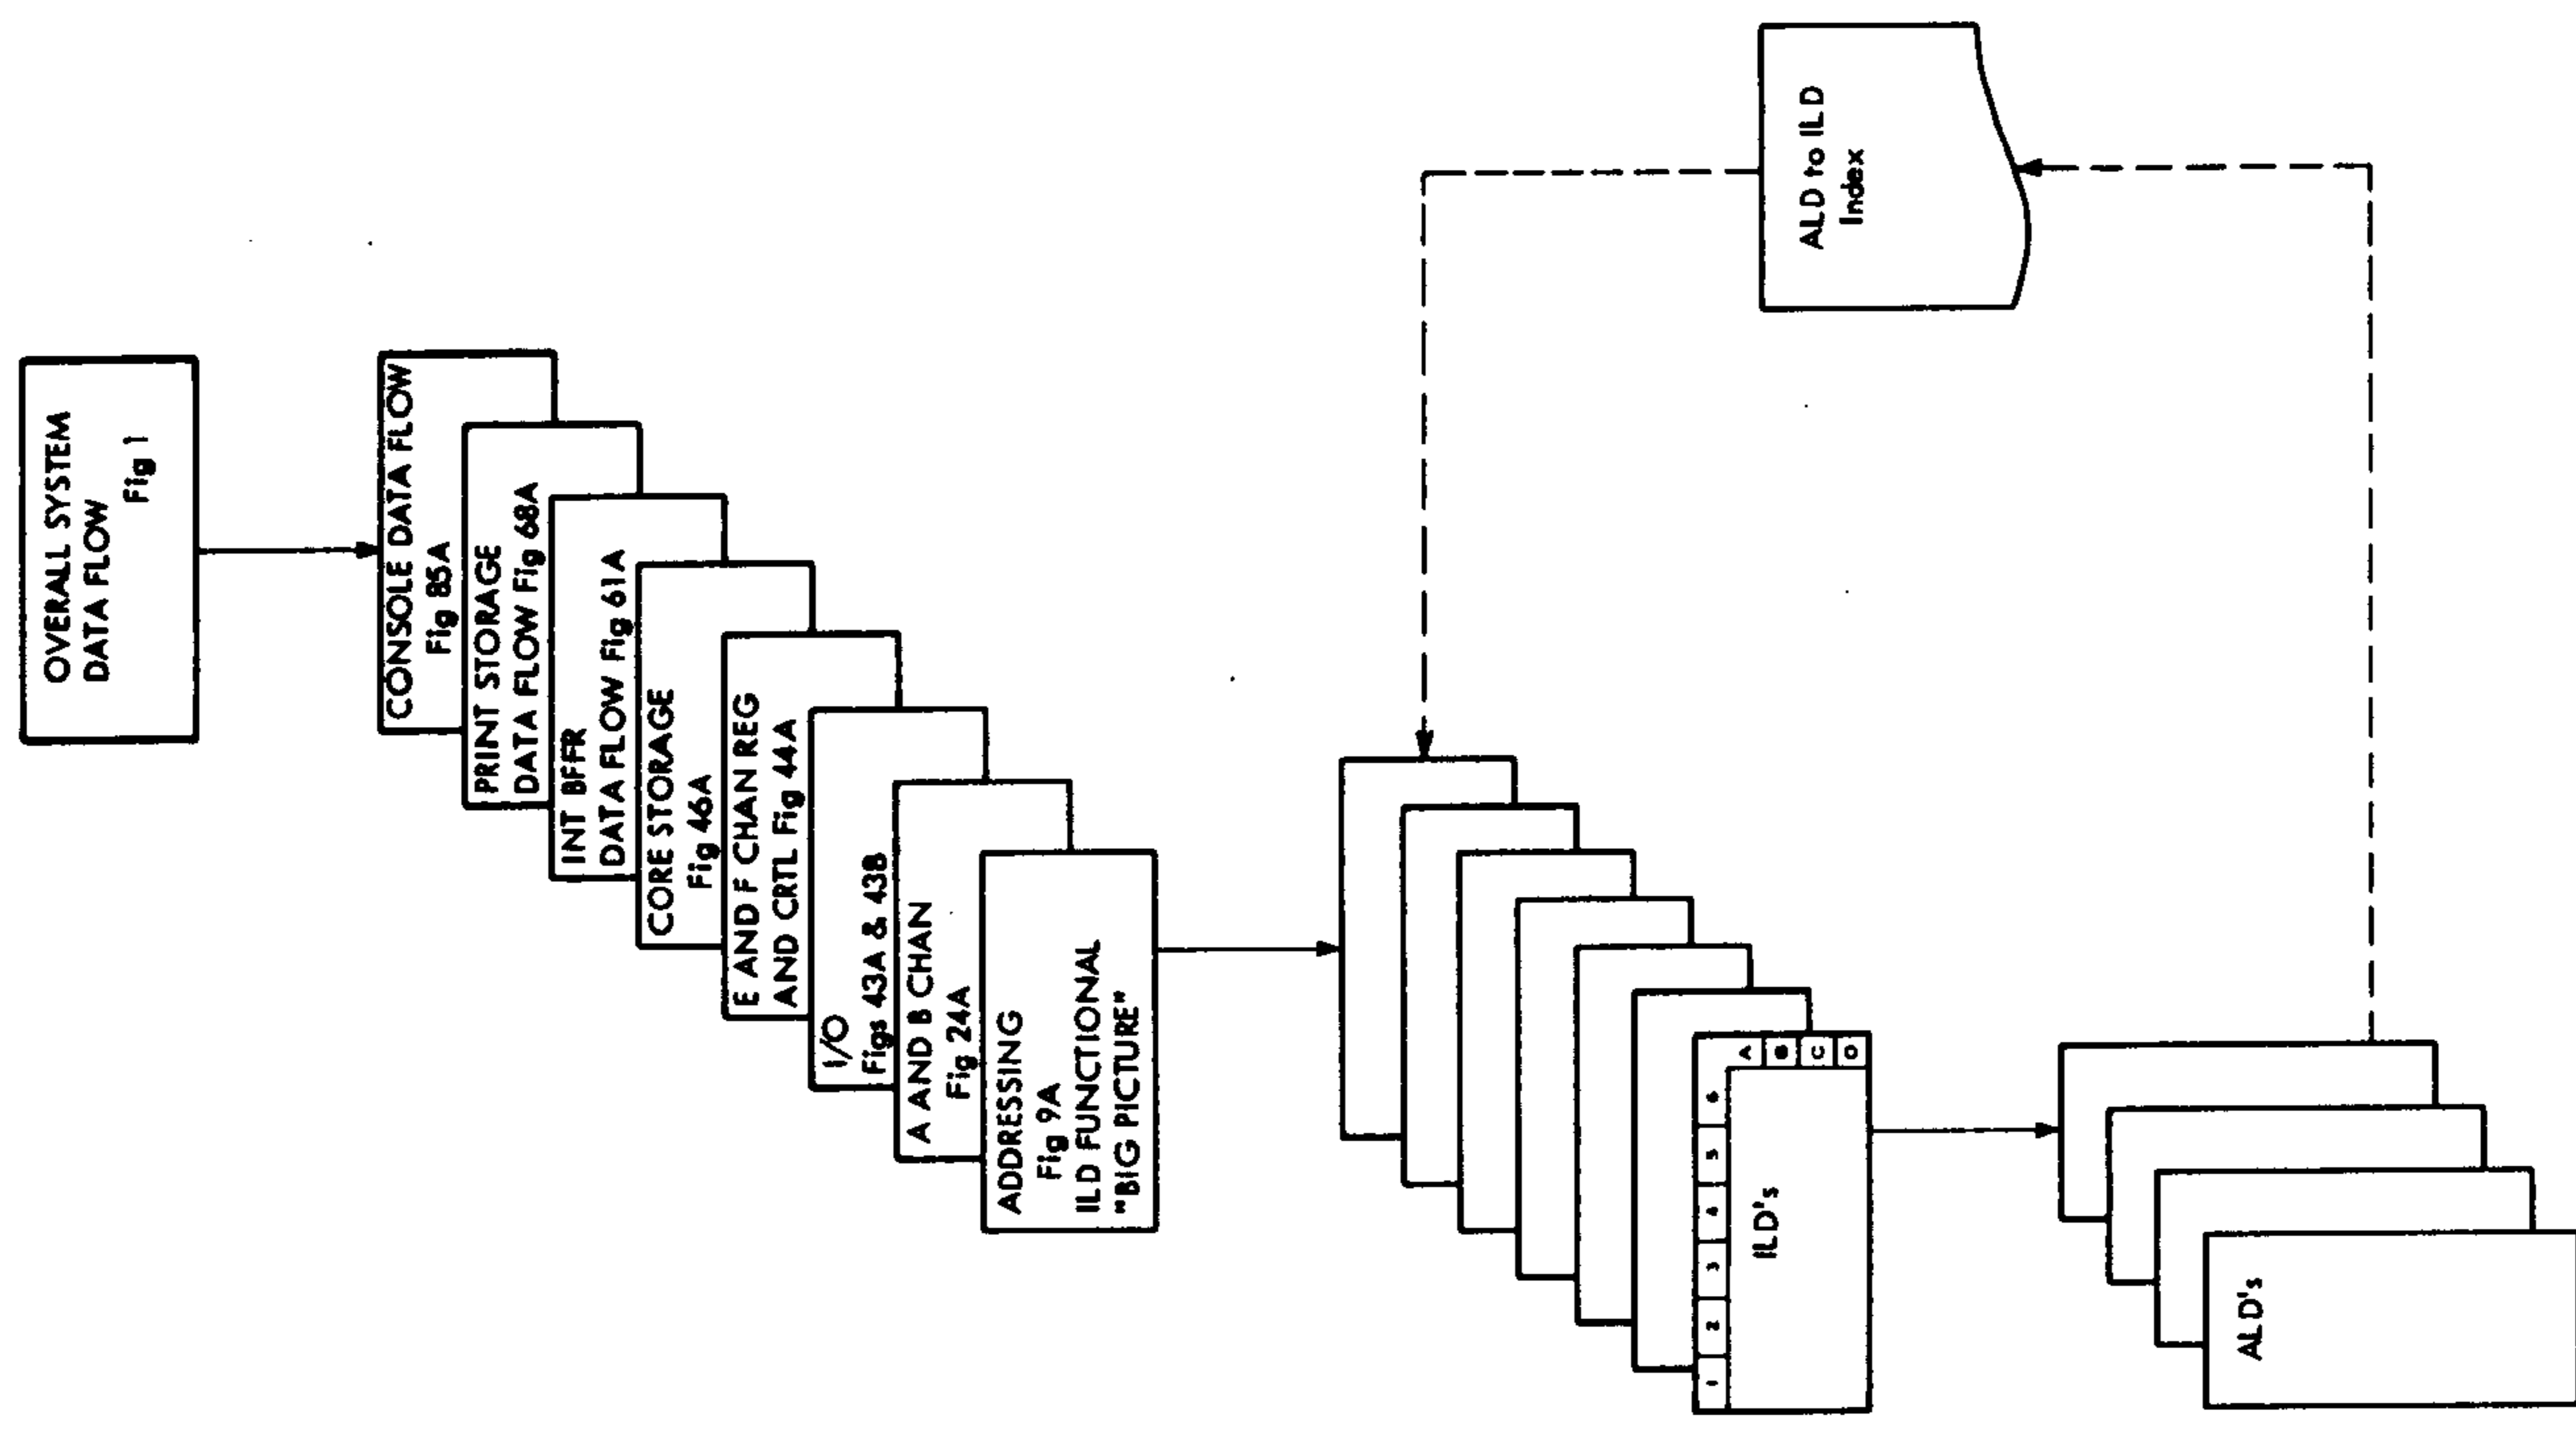 OVERALL SYSTEM
DATA FLOW
Fig 1
CONSOLE DATA FLOW
Fig 85A
PRINT STORAGE
DATA FLOW Fig 68A
INT BFFR
DATA FLOW Fig 61A
CORE STORAGE
Fig 46A
E AND F CHAN REG
AND CRTL Fig 44A
I/O
Figs 43A & 43B
A AND B CHAN
Fig 24A
ADDRESSING
Fig 9A
ILD FUNCTIONAL
"BIG PICTURE"
1 2 3 4 5 6
A
B
C
D
ILD's
ALD's
ALD to ILD
Index